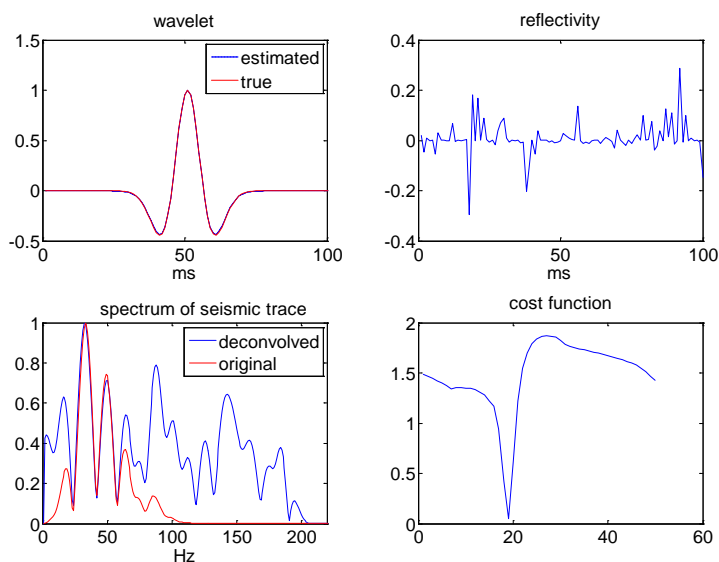 wavelet
1.5
1
0.5
0
-0.5
0 50 100
ms
estimated
true
reflectivity
0.4
0.2
0
-0.2
-0.4
0 50 100
ms
spectrum of seismic trace
1
0.8
0.6
0.4
0.2
0
0 50 100 150 200
Hz
deconvolved
original
cost function
2
1.5
1
0.5
0
0 20 40 60